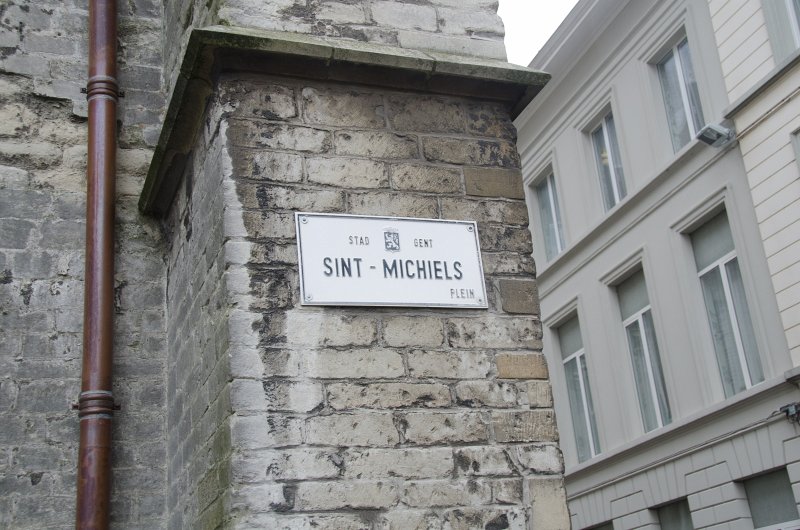 STAD GENT
SINT - MICHIELS
PLEIN